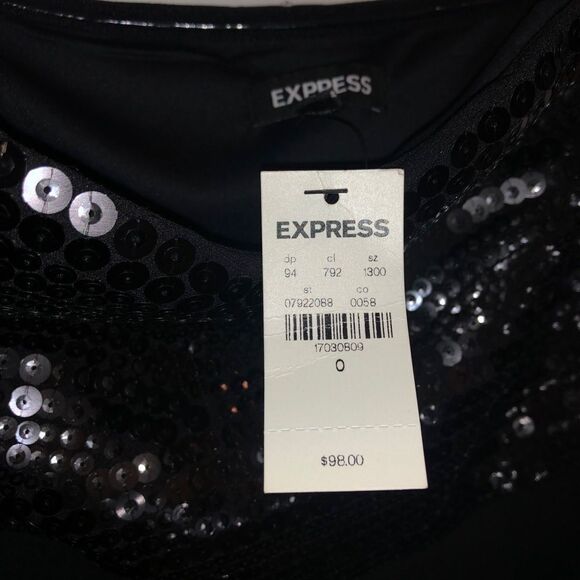 EXPRESS
EXPRESS
dp cl sz
94 792 1300
st co
07922088 0058
17030809
0
$98.00